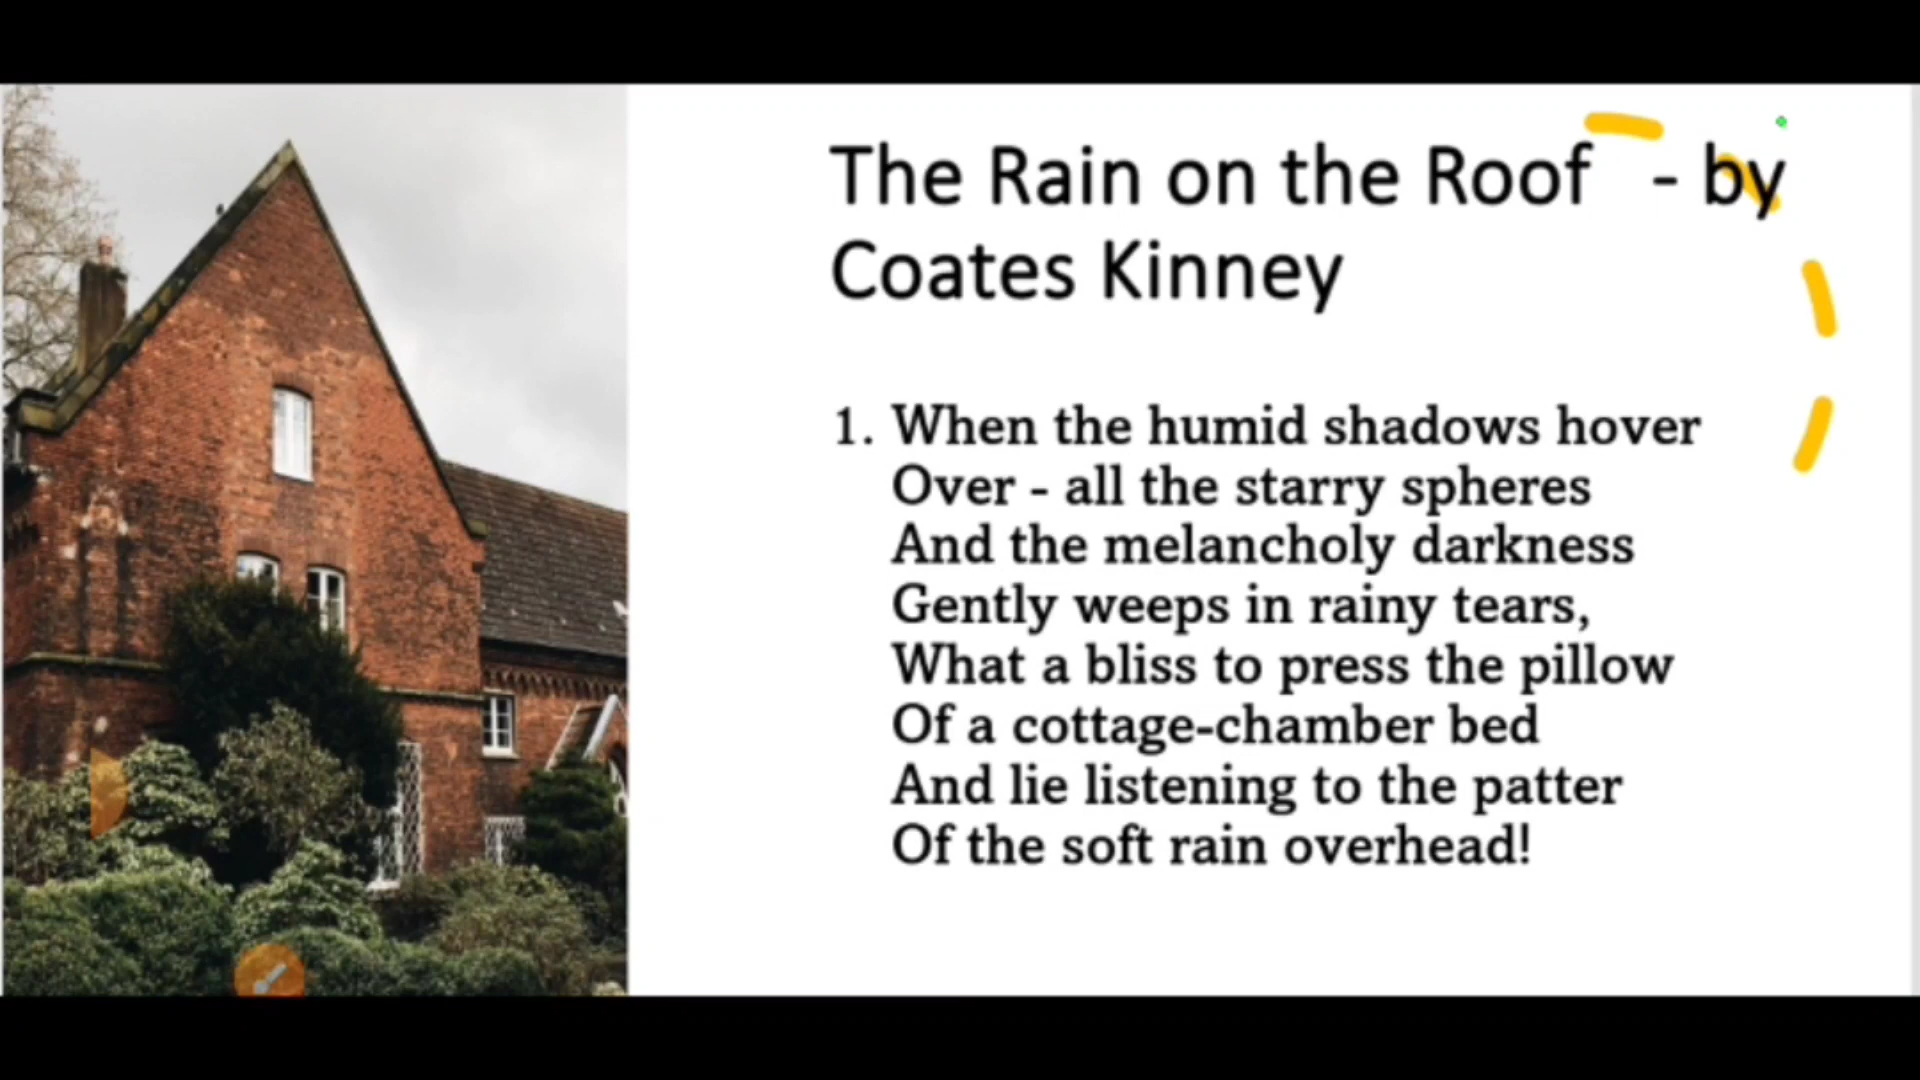 The Rain on the Roof - by
Coates Kinney
1. When the humid shadows hover
Over - all the starry spheres
And the melancholy darkness
Gently weeps in rainy tears,
What a bliss to press the pillow
Of a cottage-chamber bed
And lie listening to the patter
Of the soft rain overhead!